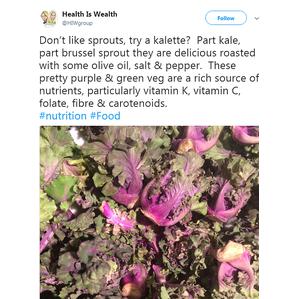 Health Is Wealth
@HIWgroup
Follow
Don't like sprouts, try a kalette? Part kale,
part brussel sprout they are delicious roasted
with some olive oil, salt & pepper. These
pretty purple & green veg are a rich source of
nutrients, particularly vitamin K, vitamin C,
folate, fibre & carotenoids.
#nutrition #Food